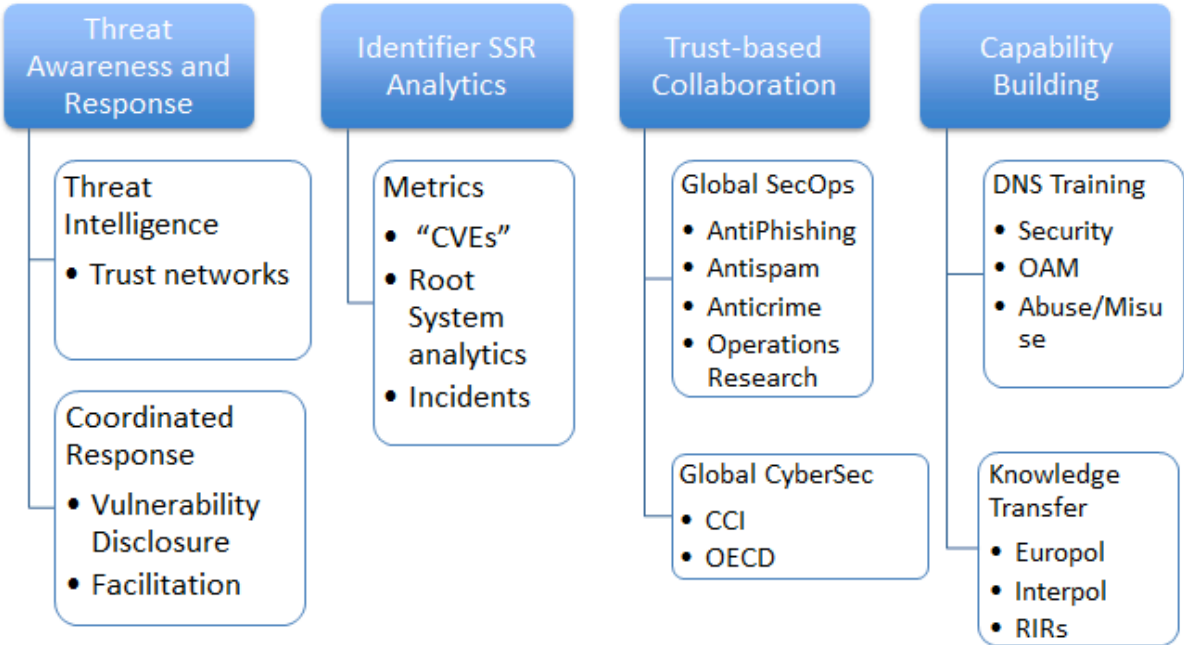 Threat
Awareness and
Response
Threat
Intelligence
• Trust networks
Coordinated
Response
• Vulnerability
Disclosure
• Facilitation
Identifier SSR
Analytics
Metrics
• “CVEs”
• Root
System
analytics
• Incidents
Trust-based
Collaboration
Global SecOps
• AntiPhishing
• Antispam
• Anticrime
• Operations
Research
Global CyberSec
• CCI
• OECD
Capability
Building
DNS Training
• Security
• OAM
• Abuse/Misu
se
Knowledge
Transfer
• Europol
• Interpol
• RIRs